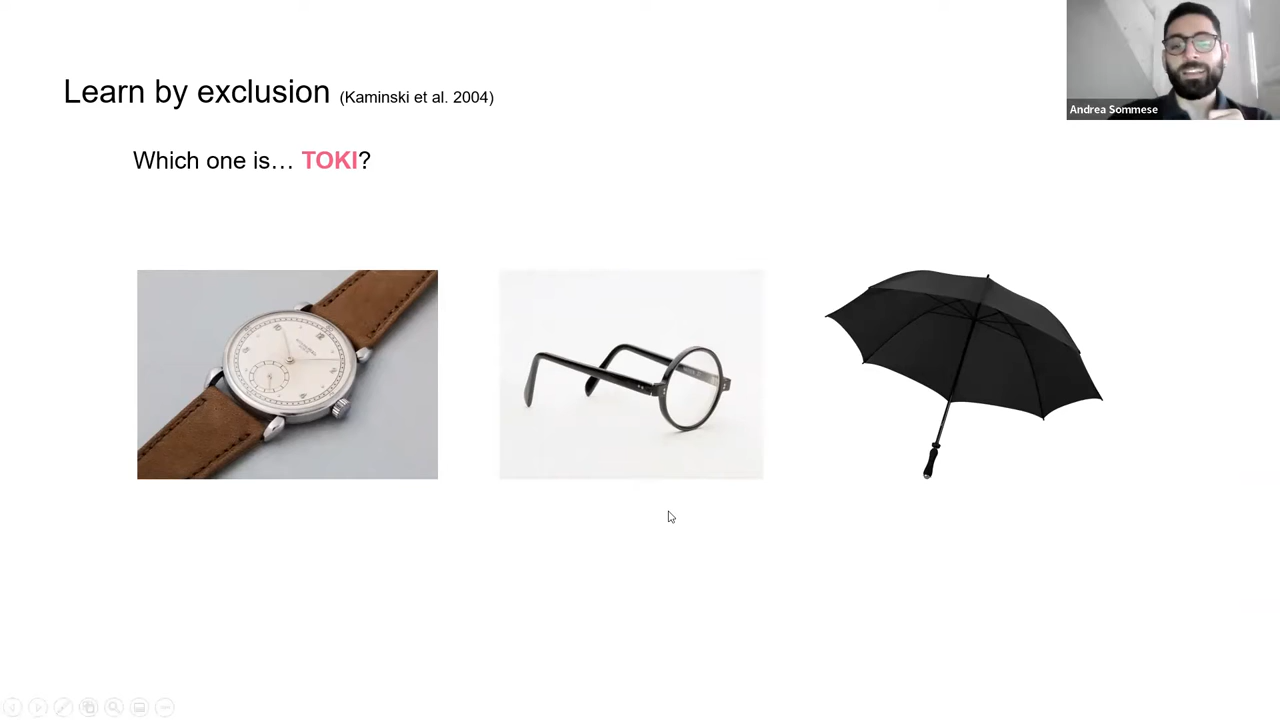 Learn by exclusion (Kaminski et al. 2004)
Andrea Sommese
Which one is… TOKI?